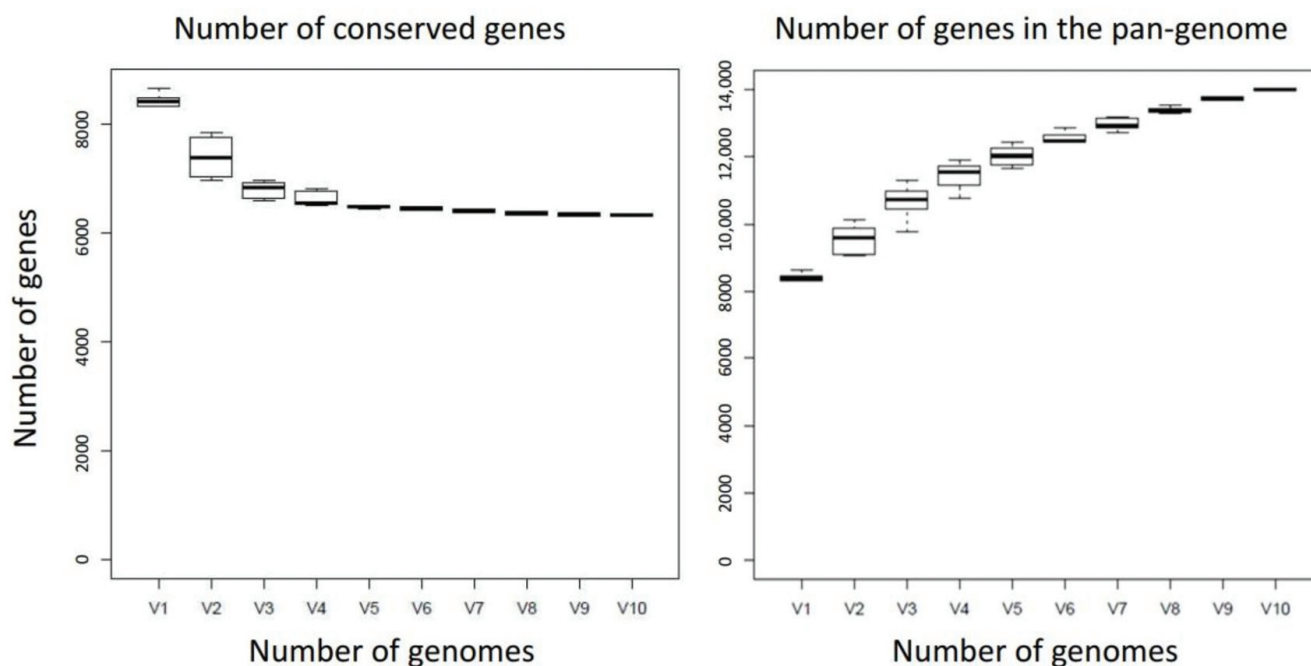 Number of conserved genes
Number of genes
8000
6000
4000
2000
0
V1 V2 V3 V4 V5 V6 V7 V8 V9 V10
Number of genomes
Number of genes in the pan-genome
14,000
12,000
10,000
8000
6000
4000
2000
0
V1 V2 V3 V4 V5 V6 V7 V8 V9 V10
Number of genomes